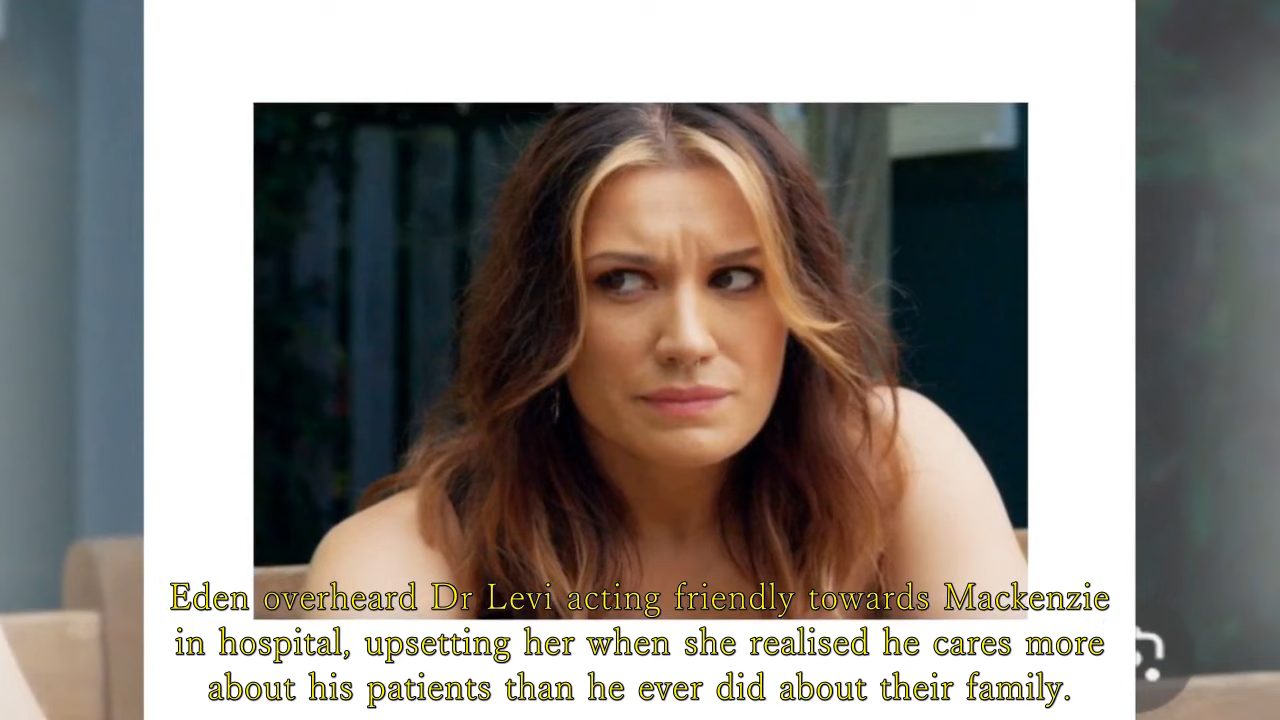 Eden overheard Dr Levi acting friendly towards Mackenzie
in hospital, upsetting her when she realised he cares more
about his patients than he ever did about their family.